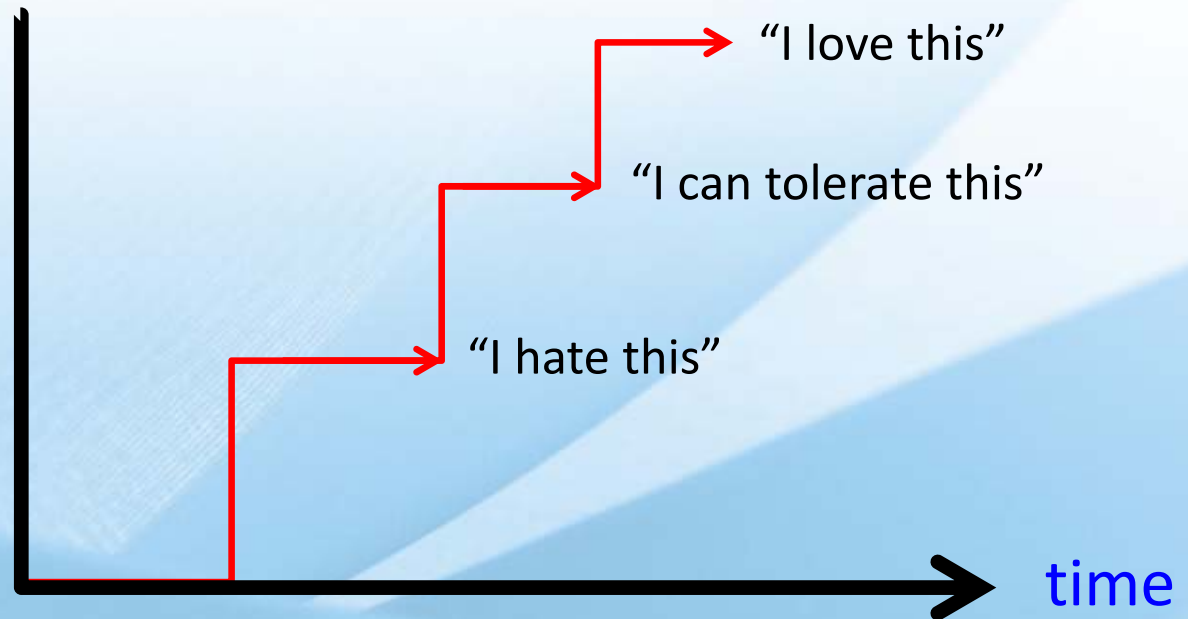 “I love this”
“I can tolerate this”
“I hate this”
time